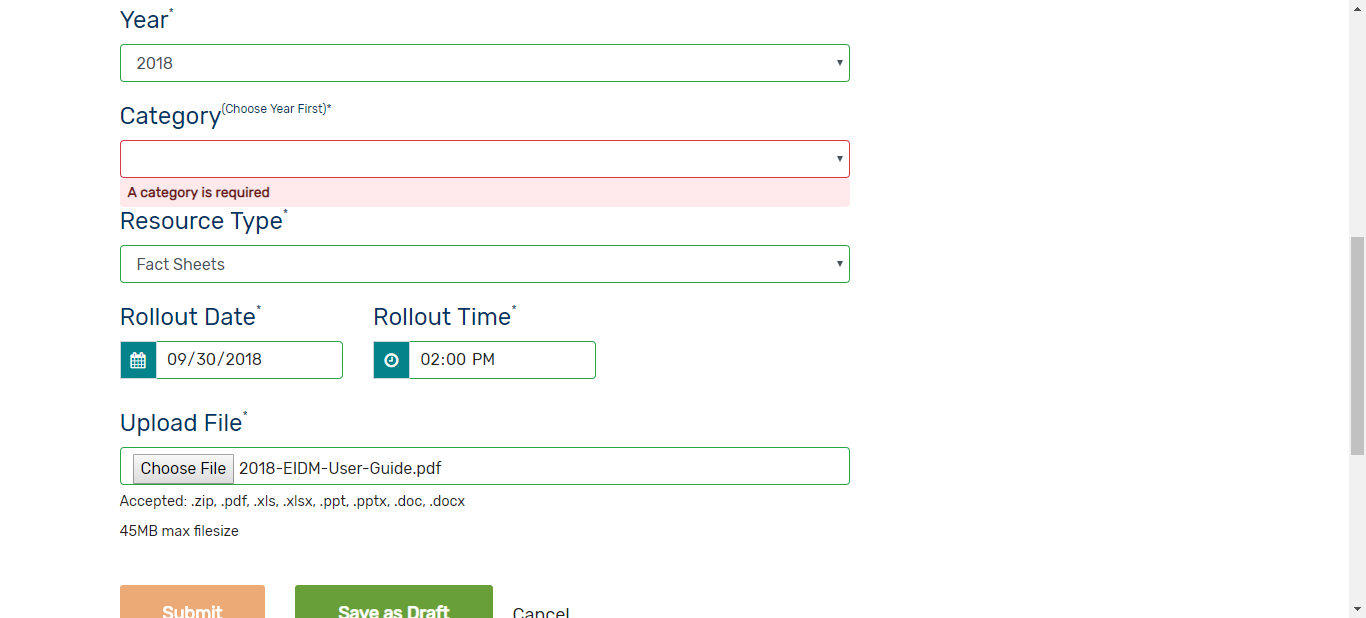 Year*
2018
Category(Choose Year First)*
A category is required
Resource Type*
Fact Sheets
Rollout Date* Rollout Time*
09/30/2018 02:00 PM
Upload File*
Choose File 2018-EIDM-User-Guide.pdf
Accepted: .zip, .pdf, .xls, .xlsx, .ppt, .pptx, .doc, .docx
45MB max filesize
Submit Save as Draft Cancel